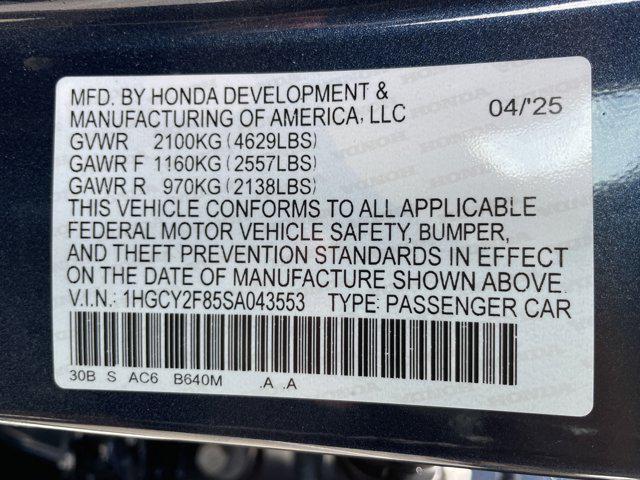 MFD. BY HONDA DEVELOPMENT &
MANUFACTURING OF AMERICA, LLC 04/'25
GVWR 2100KG (4629LBS)
GAWR F 1160KG (2557LBS)
GAWR R 970KG (2138LBS)
THIS VEHICLE CONFORMS TO ALL APPLICABLE
FEDERAL MOTOR VEHICLE SAFETY, BUMPER,
AND THEFT PREVENTION STANDARDS IN EFFECT
ON THE DATE OF MANUFACTURE SHOWN ABOVE.
V.I.N.: 1HGCY2F85SA043553 TYPE: PASSENGER CAR
30B S AC6 B640M .A .A